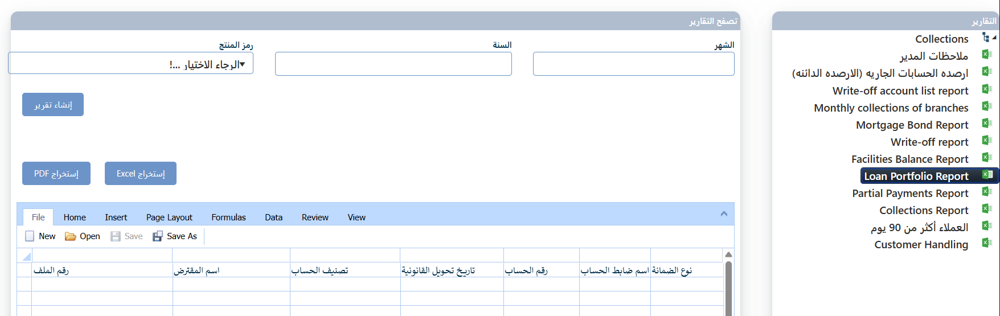 التقارير
Collections
ملاحظات المدير
ارصده الحسابات الجاريه (الارصده الدائنه)
Write-off account list report
Monthly collections of branches
Mortgage Bond Report
Write-off report
Facilities Balance Report
Loan Portfolio Report
Partial Payments Report
Collections Report
العملاء أكثر من 90 يوم
Customer Handling
تصفح التقارير
الشهر
السنة
رمز المنتج
الرجاء الاختيار ...!
إنشاء تقرير
إستخراج Excel
إستخراج PDF
File Home Insert Page Layout Formulas Data Review View
New Open Save Save As
نوع الضمانة اسم ضابط الحساب رقم الحساب تاريخ تحويل القانونية تصنيف الحساب اسم المقترض رقم الملف